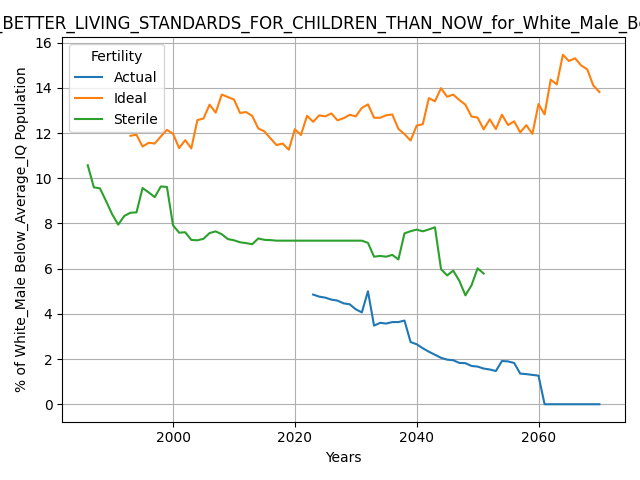 _BETTER_LIVING_STANDARDS_FOR_CHILDREN_THAN_NOW_for_White_Male_Be
Fertility
Actual
Ideal
Sterile
% of White_Male Below_Average_IQ Population
16
14
12
10
8
6
4
2
0
2000
2020
2040
2060
Years